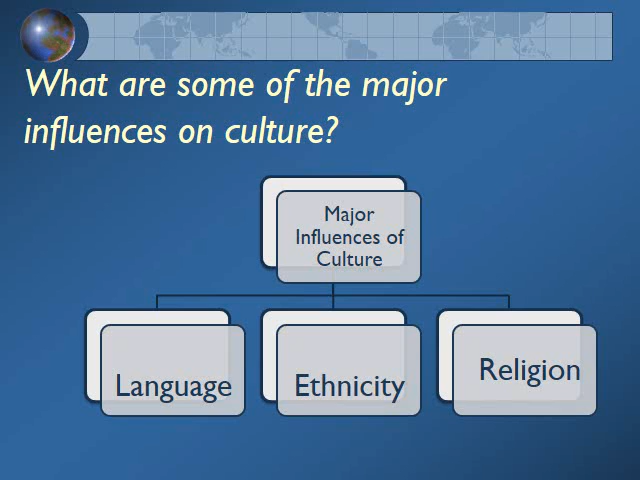 What are some of the major
influences on culture?
Major
Influences of
Culture
Language
Ethnicity
Religion